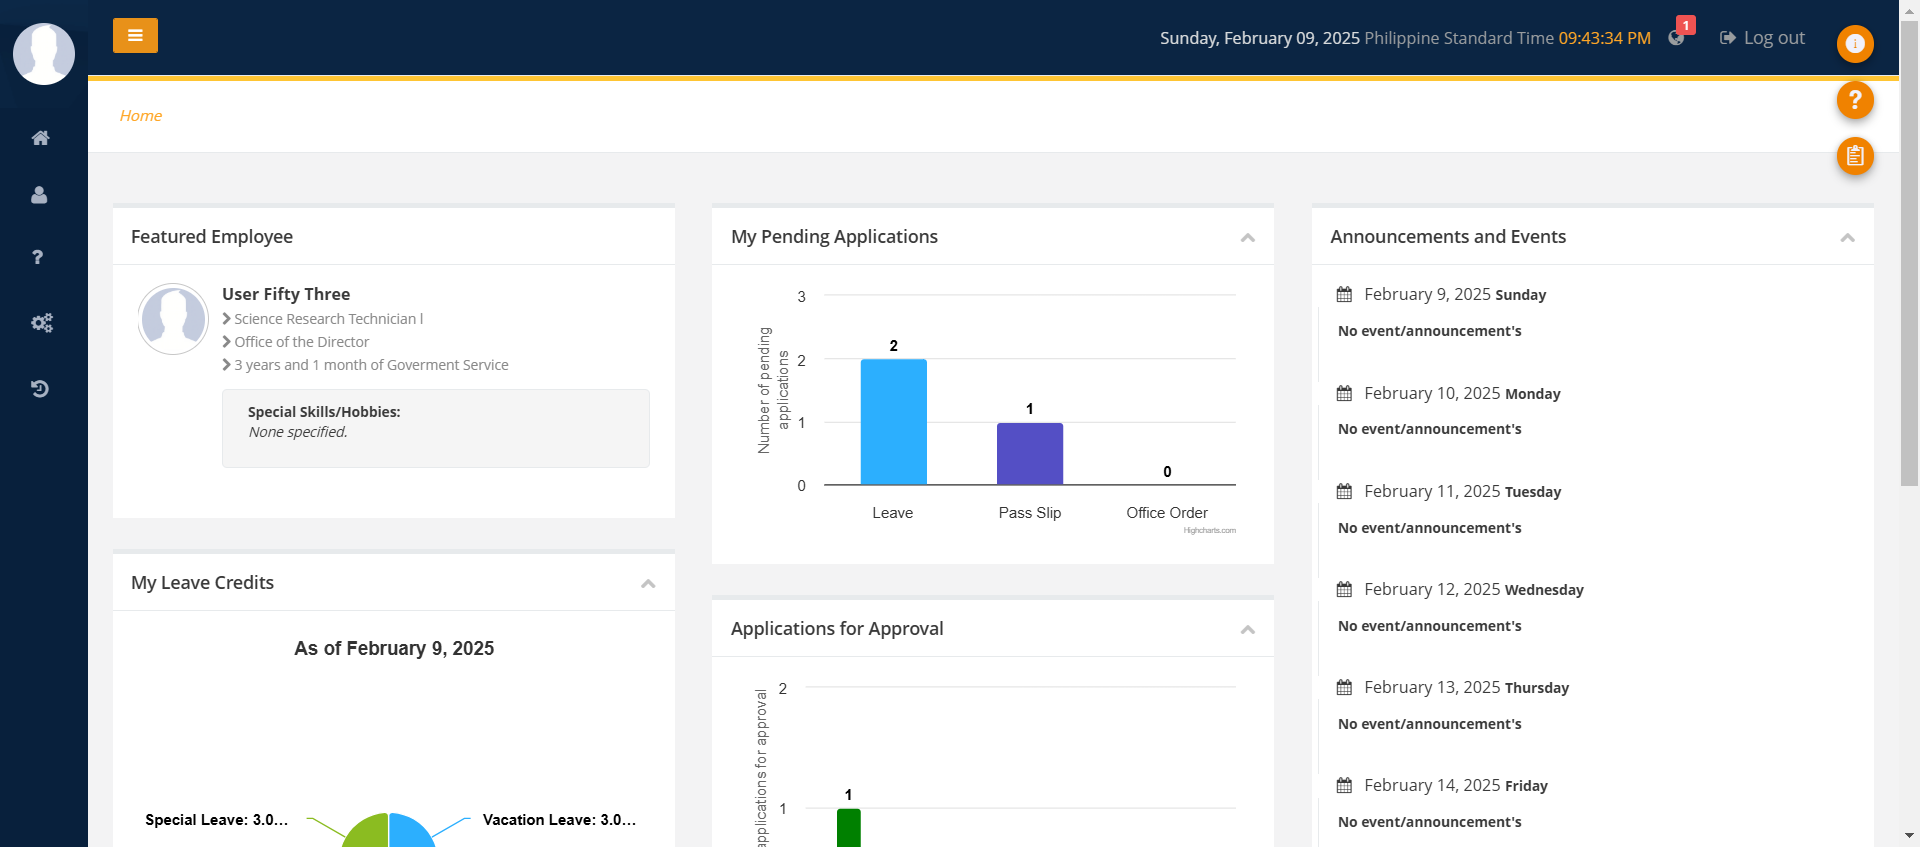 Sunday, February 09, 2025 Philippine Standard Time 09:43:34 PM
1
Log out
Home
Featured Employee
User Fifty Three
Science Research Technician I
Office of the Director
3 years and 1 month of Goverment Service
Special Skills/Hobbies:
None specified.
My Leave Credits
As of February 9, 2025
Special Leave: 3.0…
Vacation Leave: 3.0…
My Pending Applications
Number of pending
applications
3
2
1
0
2
1
0
Leave
Pass Slip
Office Order
Highcharts.com
Applications for Approval
applications for approval
2
1
1
Announcements and Events
February 9, 2025 Sunday
No event/announcement's
February 10, 2025 Monday
No event/announcement's
February 11, 2025 Tuesday
No event/announcement's
February 12, 2025 Wednesday
No event/announcement's
February 13, 2025 Thursday
No event/announcement's
February 14, 2025 Friday
No event/announcement's